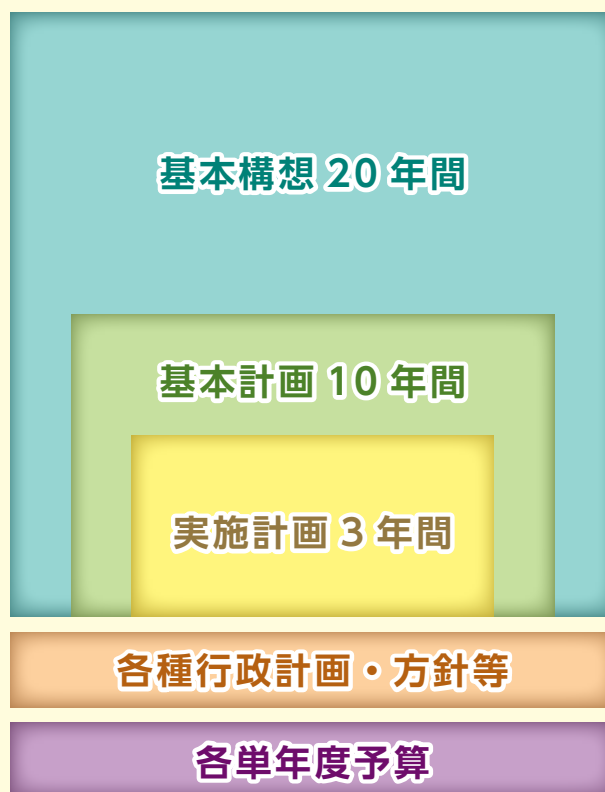 基本構想 20 年間
基本計画 10 年間
実施計画 3 年間
各種行政計画・方針等
各単年度予算